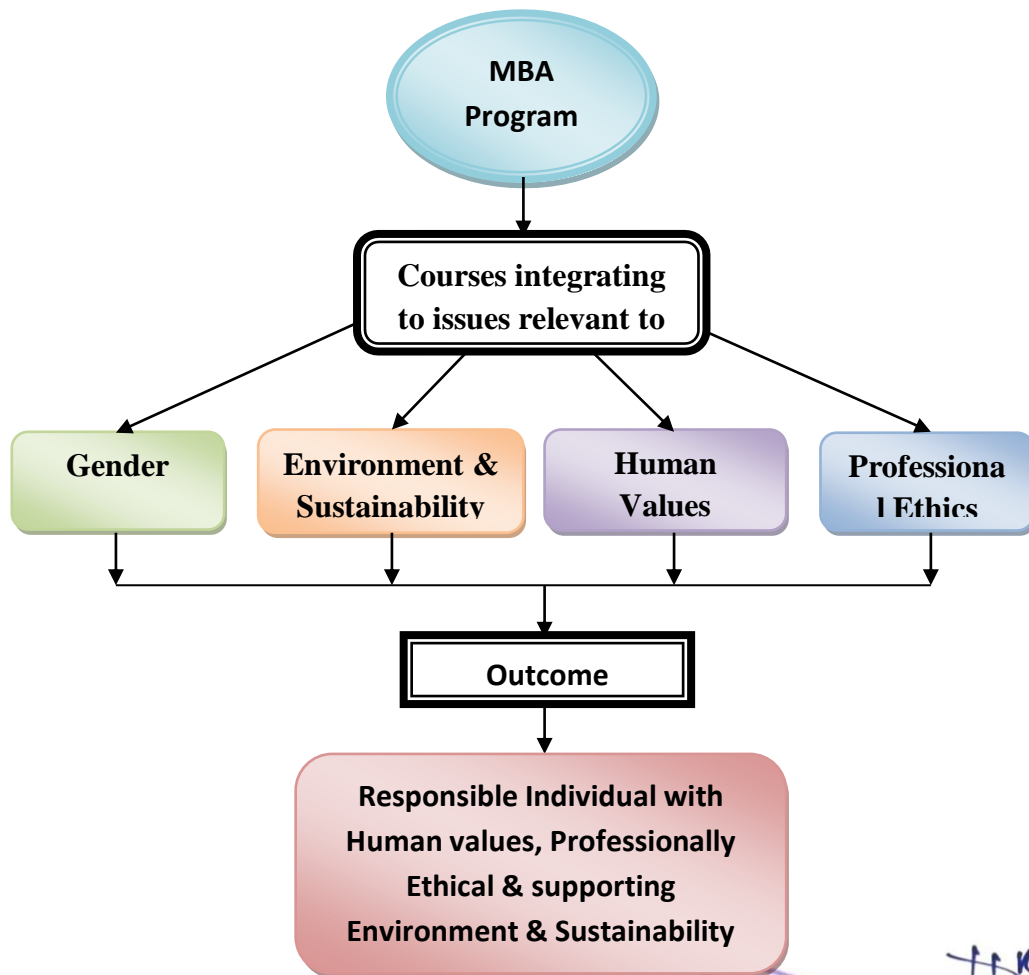 MBA
Program
Courses integrating
to issues relevant to
Gender
Environment &
Sustainability
Human
Values
Professiona
l Ethics
Outcome
Responsible Individual with
Human values, Professionally
Ethical & supporting
Environment & Sustainability